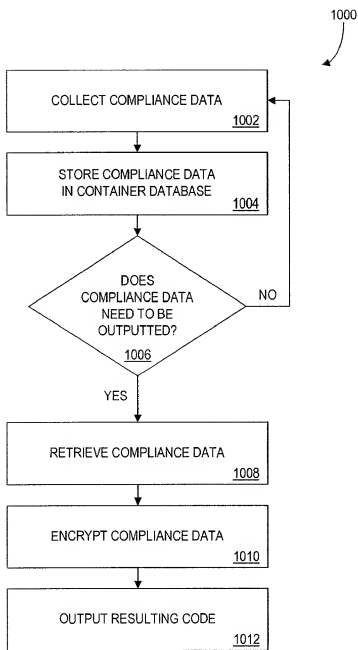 1000
COLLECT COMPLIANCE DATA
1002
STORE COMPLIANCE DATA
IN CONTAINER DATABASE
1004
DOES
COMPLIANCE DATA
NEED TO BE
OUTPUTTED?
1006
NO
YES
RETRIEVE COMPLIANCE DATA
1008
ENCRYPT COMPLIANCE DATA
1010
OUTPUT RESULTING CODE
1012